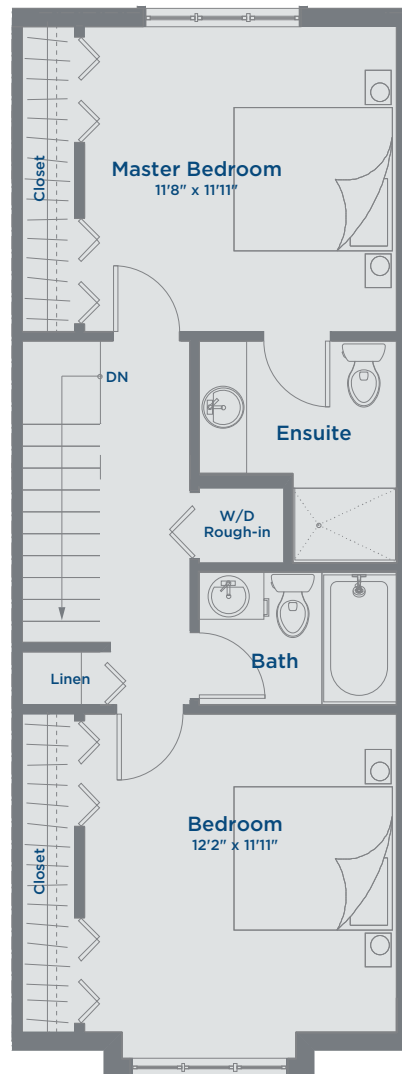 Closet
Master Bedroom
11'8" x 11'11"
DN
Ensuite
W/D
Rough-in
Bath
Linen
Closet
Bedroom
12'2" x 11'11"